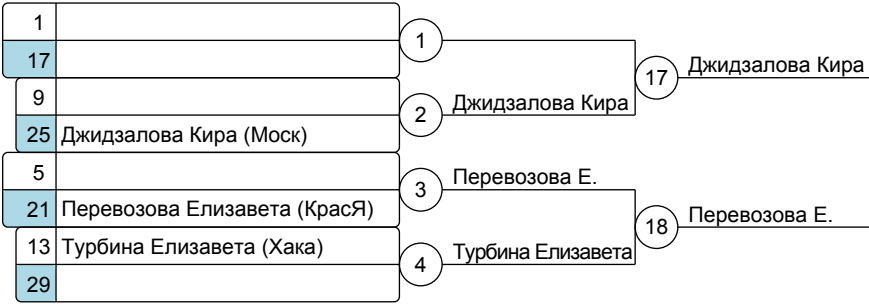 1
1
17
17
Джидзалова Кира
9
2
Джидзалова Кира
25 Джидзалова Кира (Моск)
5
3
Перевозова Е.
21 Перевозова Елизавета (КрасЯ)
18
Перевозова Е.
13 Турбина Елизавета (Хака)
4
Турбина Елизавета
29